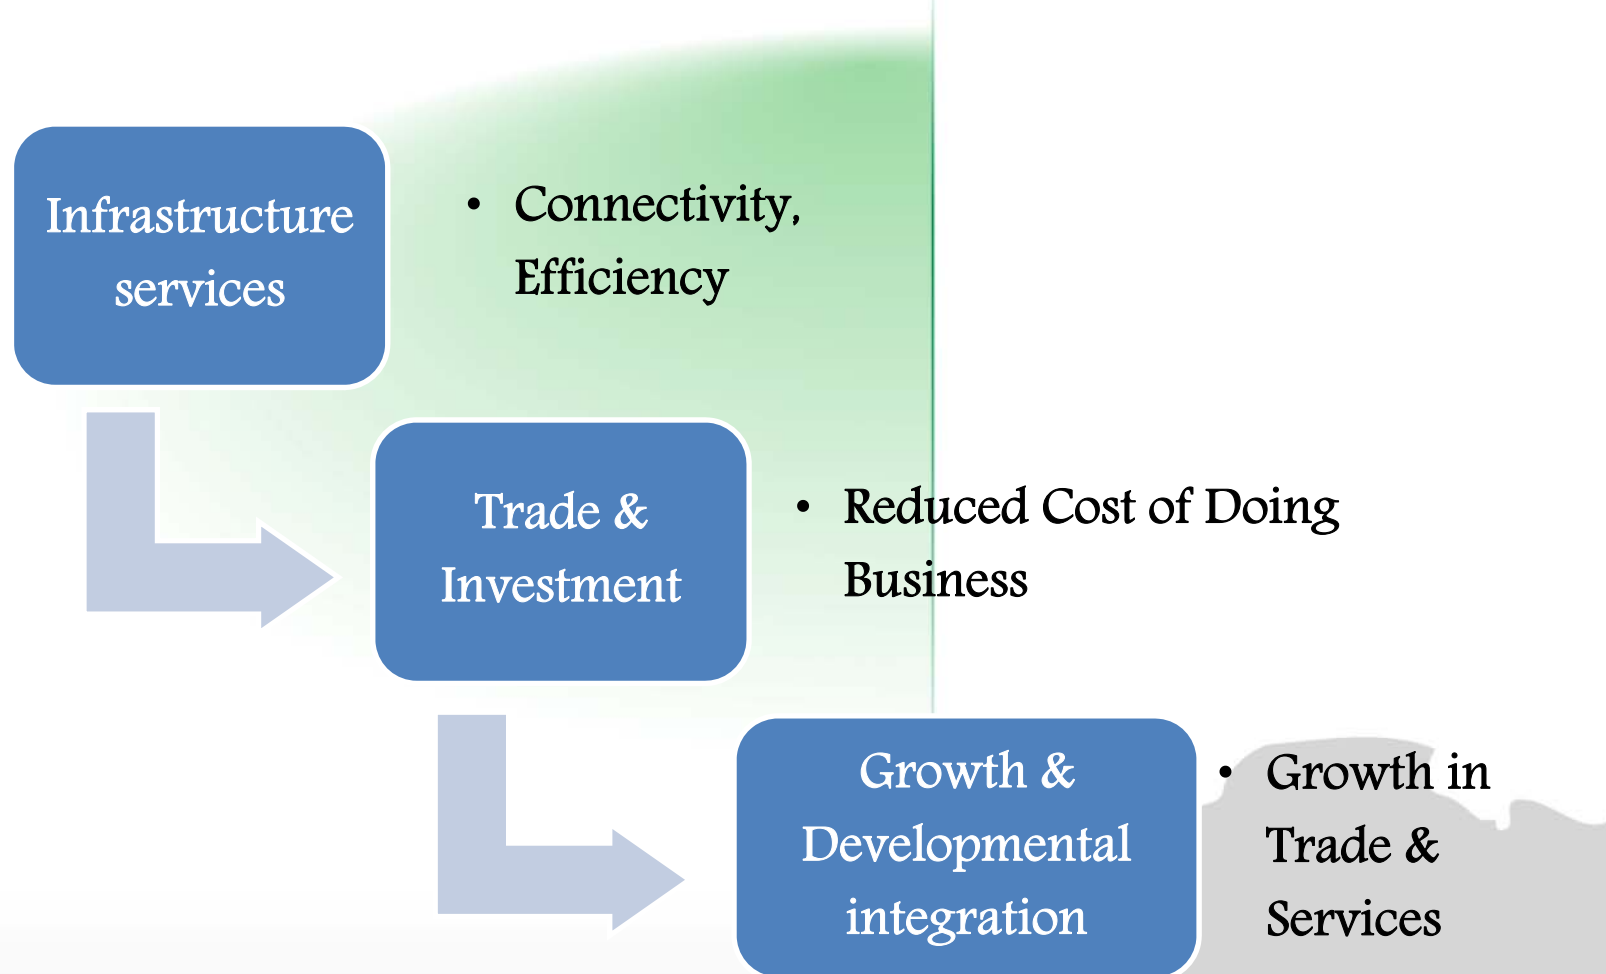 Infrastructure
services
• Connectivity,
Efficiency
Trade &
Investment
• Reduced Cost of Doing
Business
Growth &
Developmental
integration
• Growth in
Trade &
Services